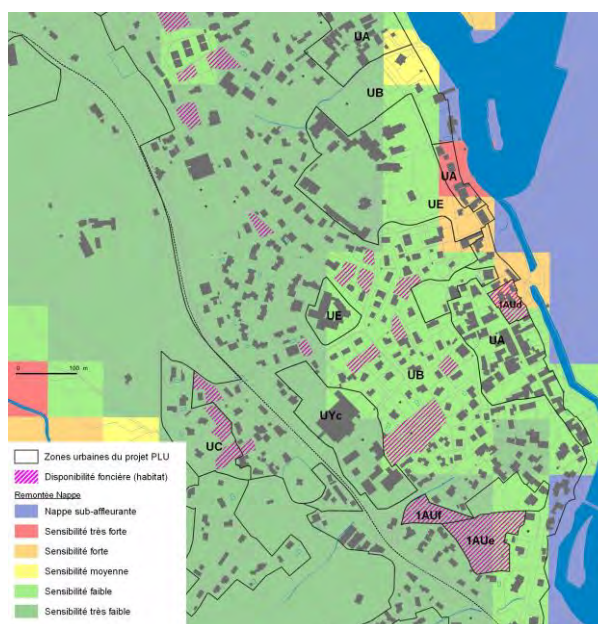 UA
UB
UA
UE
1AUd
UE
UA
UB
0 100 m
UYc
UC
1AUf
1AUe
Zones urbaines du projet PLU
Disponibilité foncière (habitat)
Remontée Nappe
Nappe sub-affleurante
Sensibilité très forte
Sensibilité forte
Sensibilité moyenne
Sensibilité faible
Sensibilité très faible